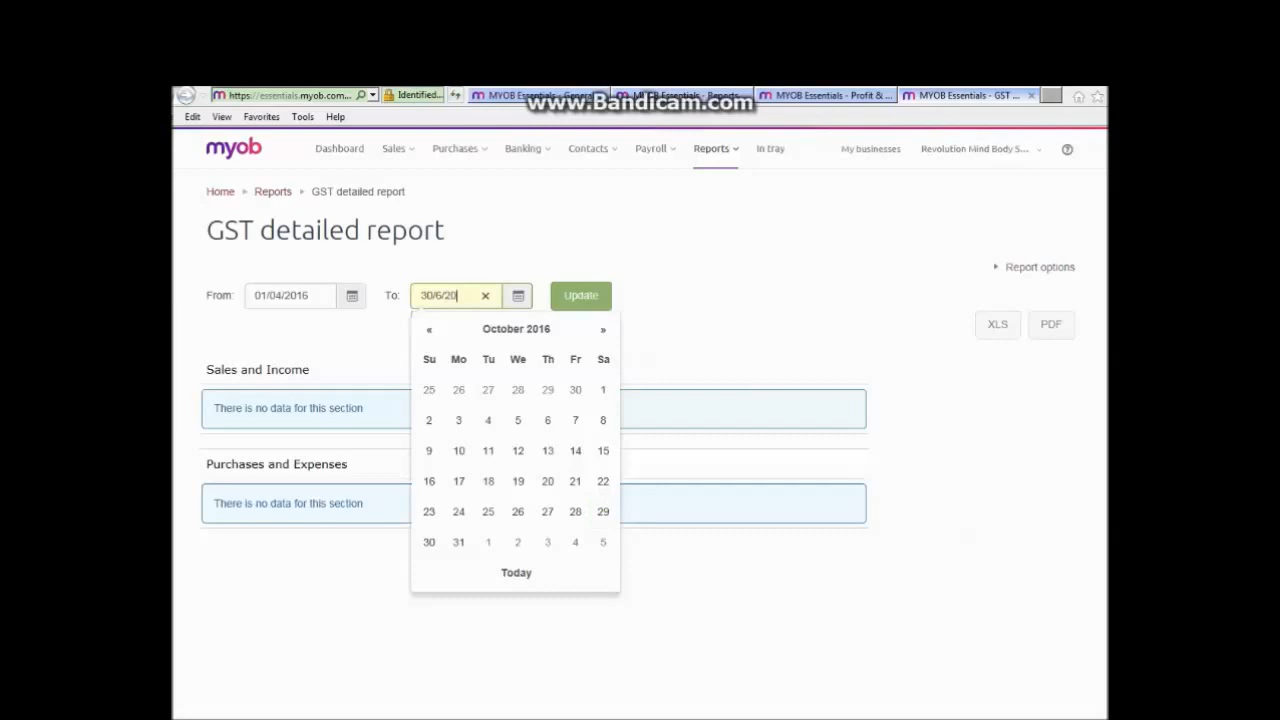 www.Bandicam.com
https://essentials.myob.com... Identified... MYOB Essentials - Genera MYOB Essentials - Reports MYOB Essentials - Profit & ... MYOB Essentials - GST ...
Edit View Favorites Tools Help
myob Dashboard Sales Purchases Banking Contacts Payroll Reports In tray My businesses Revolution Mind Body S...
Home Reports GST detailed report
GST detailed report
Report options
From: 01/04/2016 To: 30/6/20 Update
XLS PDF
« October 2016 »
Su Mo Tu We Th Fr Sa
25 26 27 28 29 30 1
2 3 4 5 6 7 8
9 10 11 12 13 14 15
16 17 18 19 20 21 22
23 24 25 26 27 28 29
30 31 1 2 3 4 5
Today
Sales and Income
There is no data for this section
Purchases and Expenses
There is no data for this section